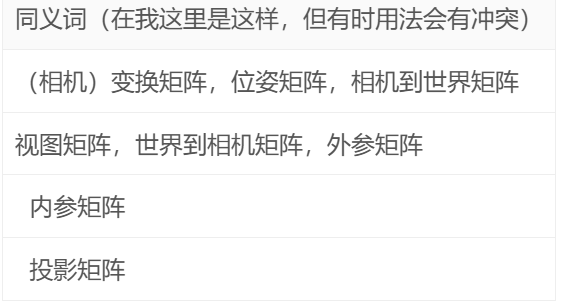 同义词（在我这里是这样，但有时用法会有冲突）
（相机）变换矩阵，位姿矩阵，相机到世界矩阵
视图矩阵，世界到相机矩阵，外参矩阵
内参矩阵
投影矩阵